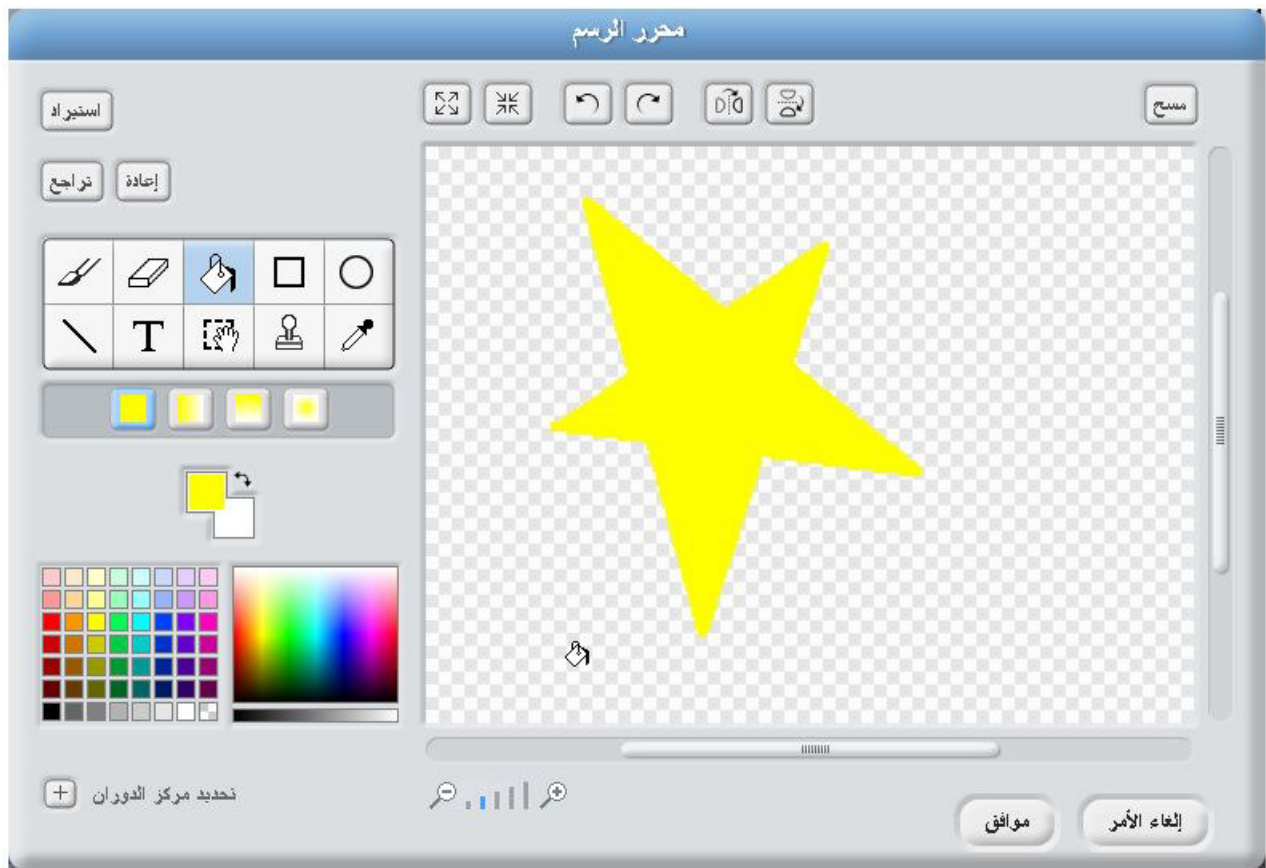 محرر الرسم
مسح
استيراد
إعادة
تراجع
T
تحديد مركز الدوران
إلغاء الأمر
موافق